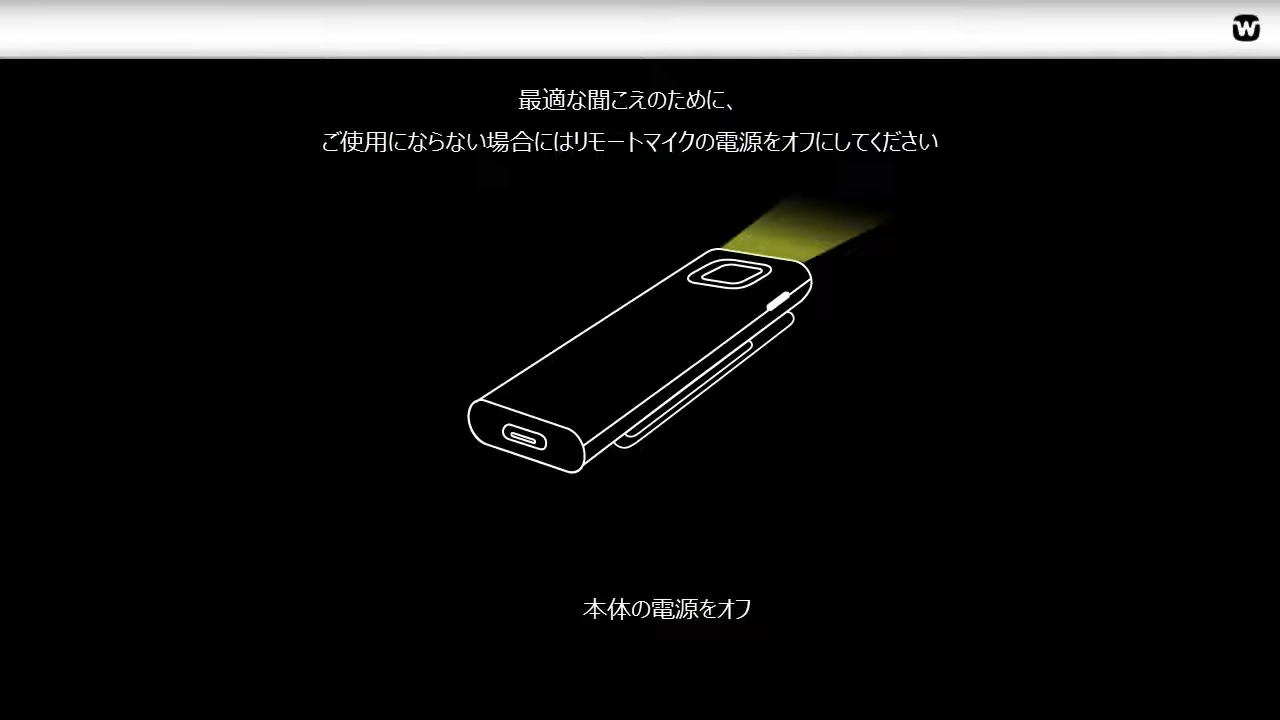 最適な聞こえのために、
ご使用にならない場合にはリモートマイクの電源をオフにしてください
本体の電源をオフ